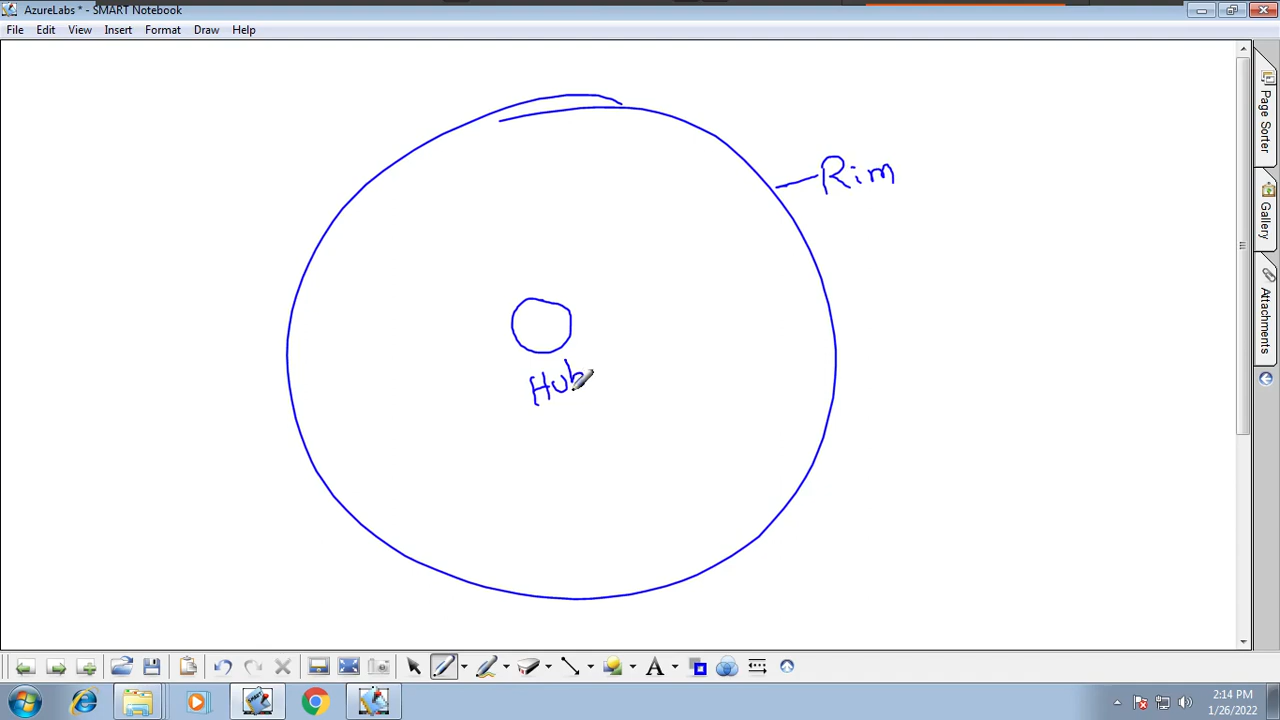 AzureLabs * - SMART Notebook
File Edit View Insert Format Draw Help
Rim
Hub
Page Sorter
Gallery
Attachments
A
2:14 PM
1/26/2022